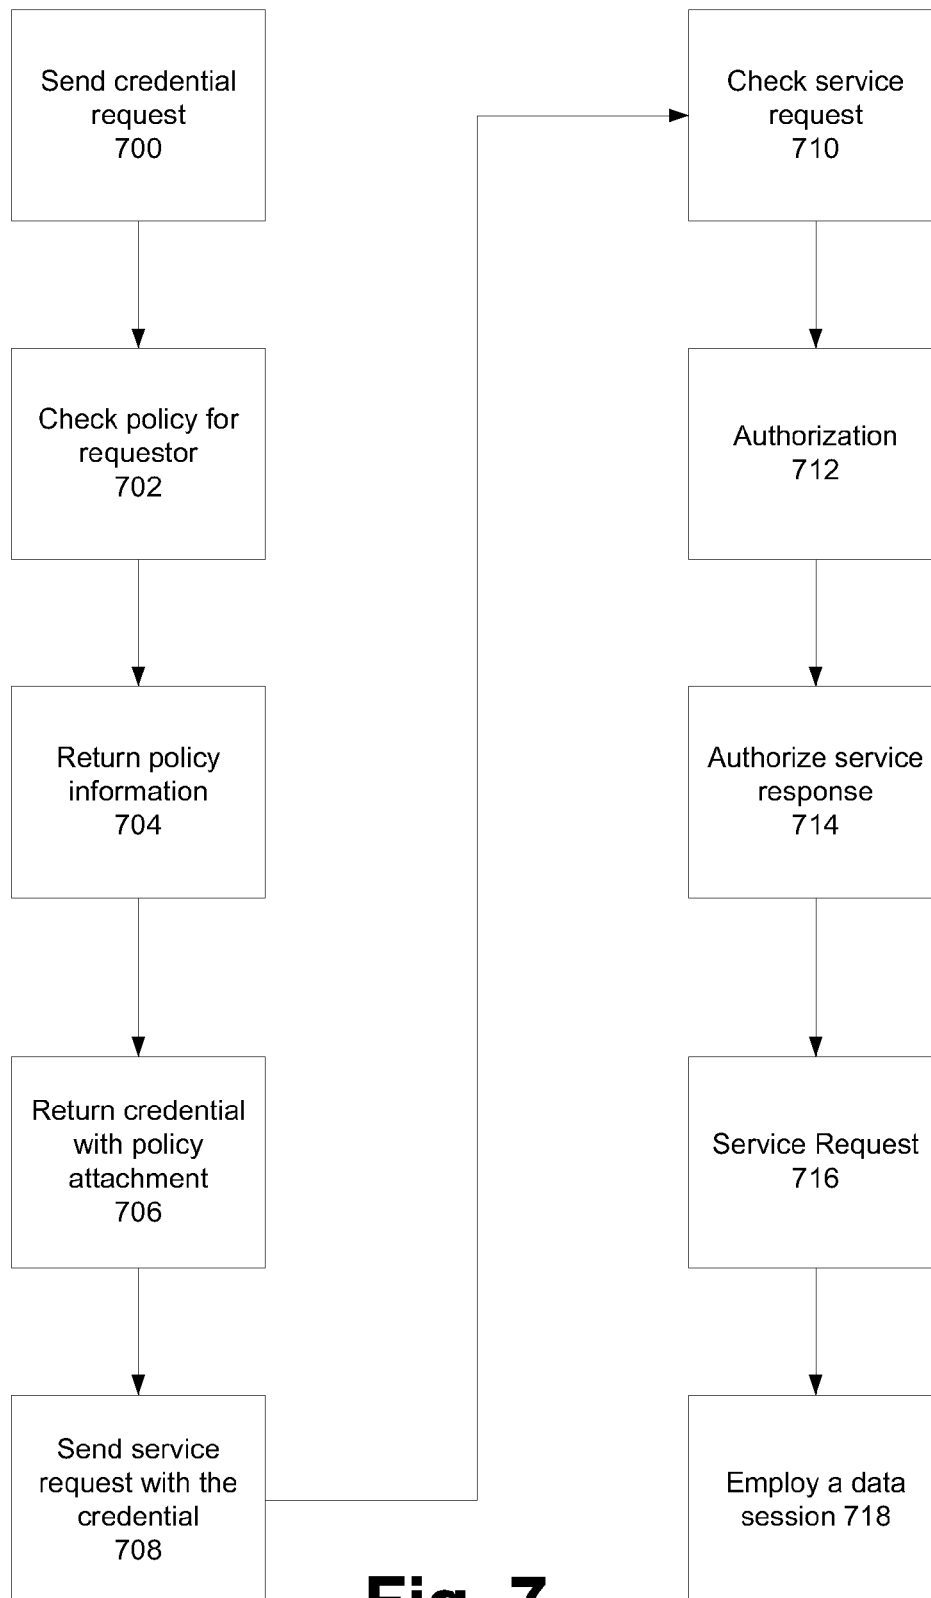 Send credential
request
700
Check policy for
requestor
702
Return policy
information
704
Return credential
with policy
attachment
706
Send service
request with the
credential
708
Check service
request
710
Authorization
712
Authorize service
response
714
Service Request
716
Employ a data
session 718
Fig. 7